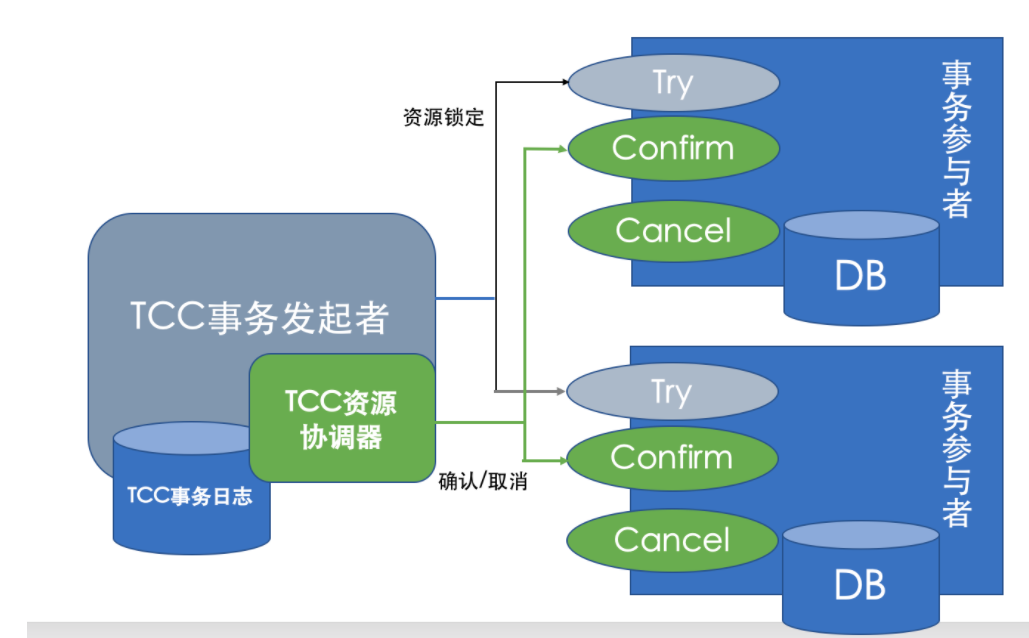 资源锁定
Try
Confirm
Cancel
事务参与者
DB
TCC事务发起者
TCC资源
协调器
TCC事务日志
确认/取消
Try
Confirm
Cancel
事务参与者
DB